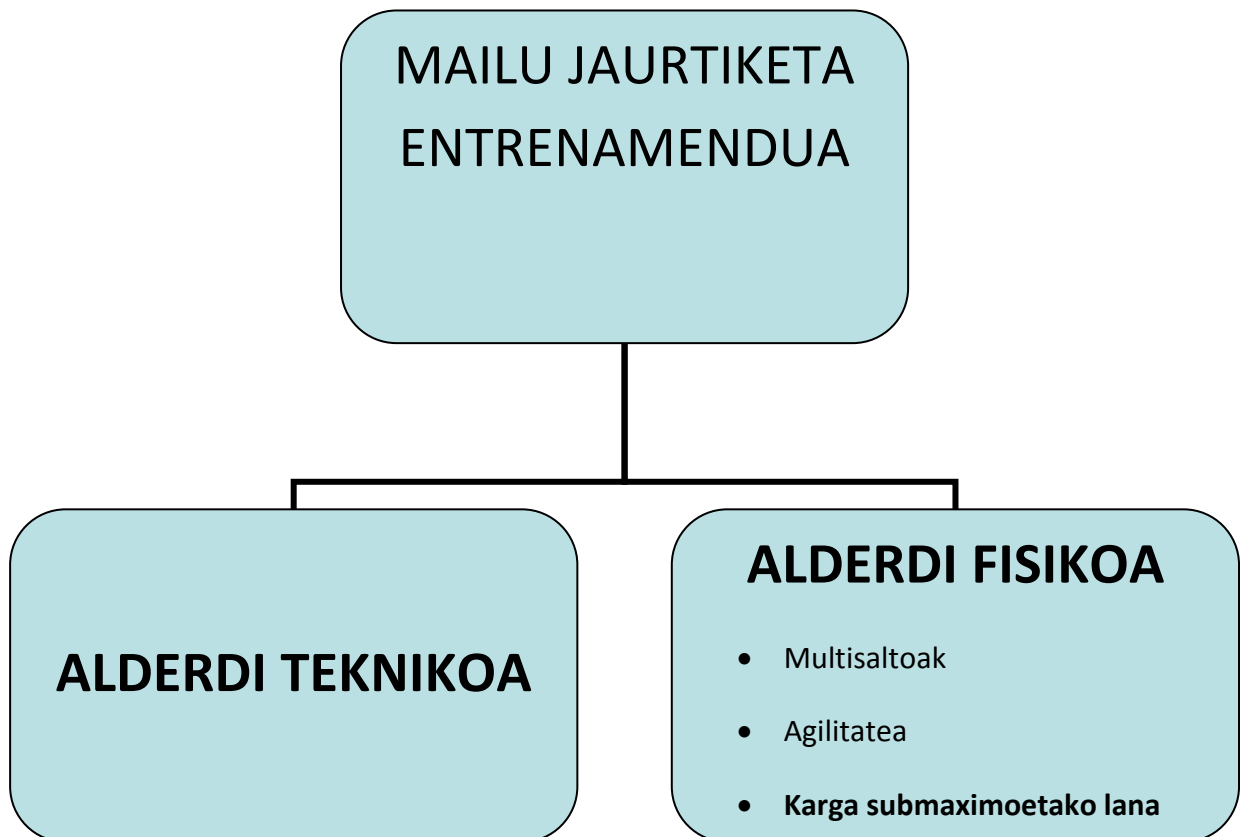 MAILU JAURTIKETA
ENTRENAMENDUA
ALDERDI TEKNIKOA
ALDERDI FISIKOA
• Multisaltoak
• Agilitatea
• Karga submaximoetako lana